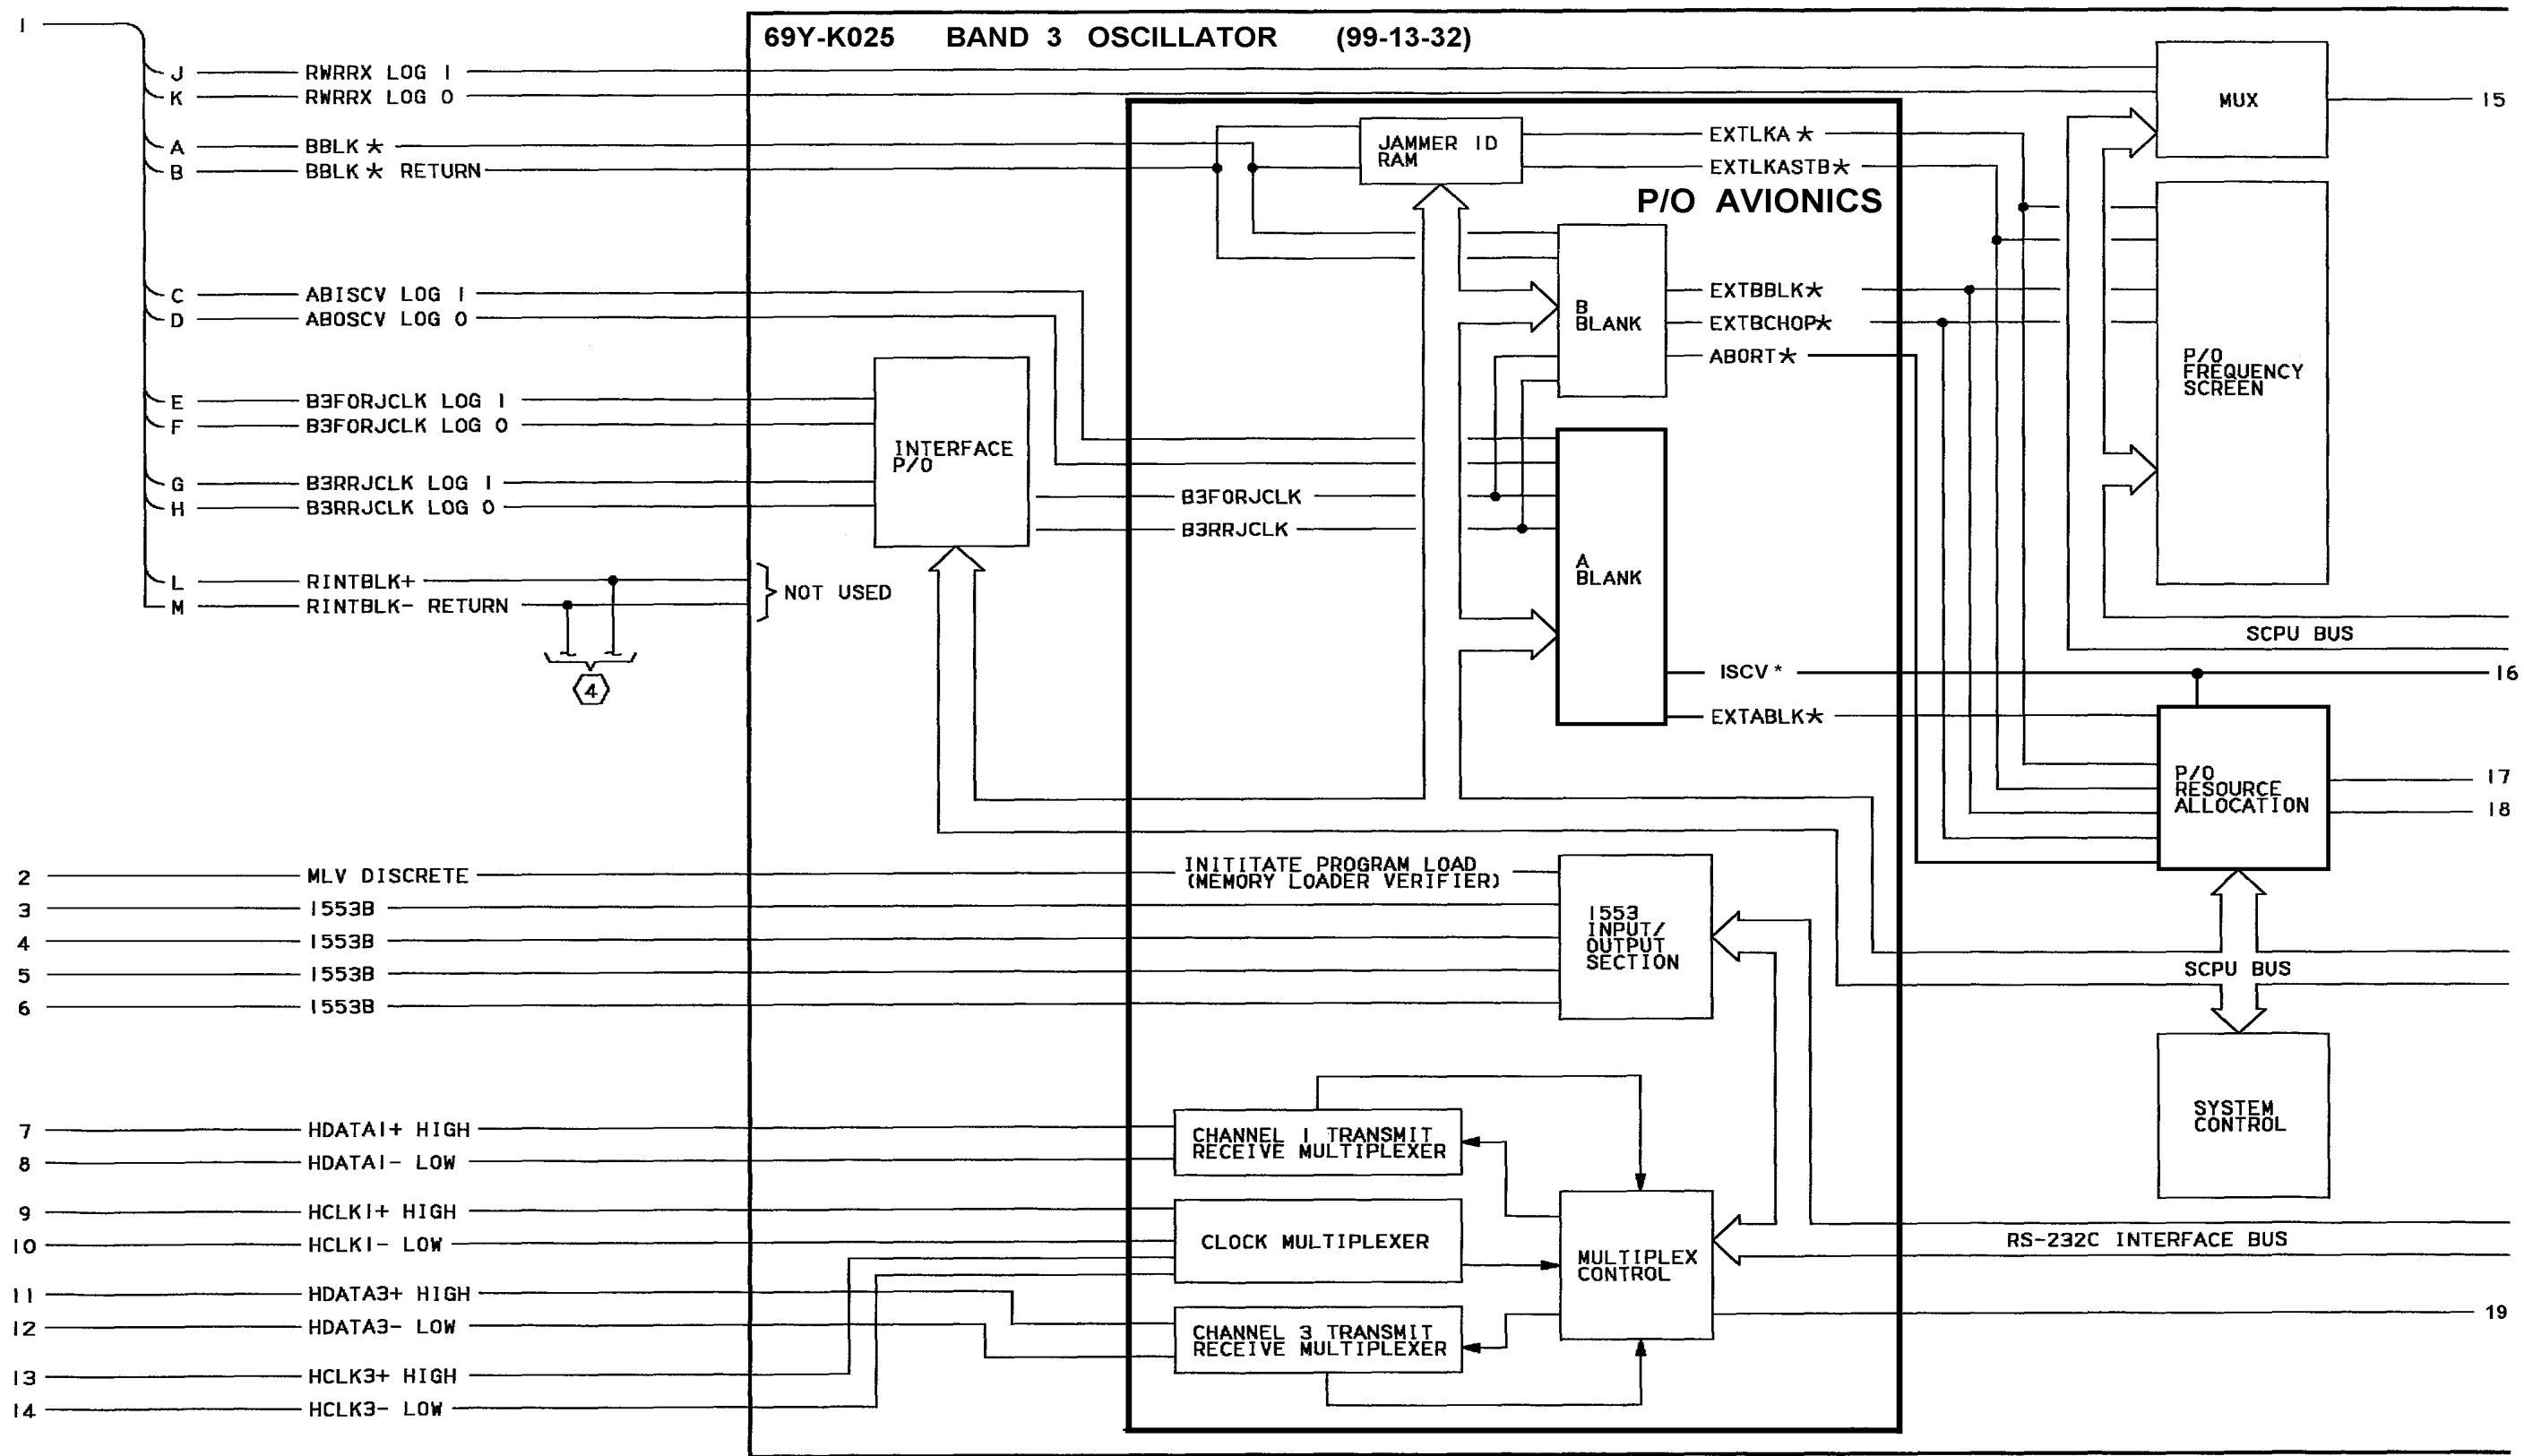 1
69Y-K025 BAND 3 OSCILLATOR (99-13-32)
J RWRRX LOG 1
K RWRRX LOG 0
A BBLK*
B BBLK* RETURN
C ABISCV LOG 1
D ABOSCV LOG 0
E B3FORJCLK LOG 1
F B3FORJCLK LOG 0
G B3RRJCLK LOG 1
H B3RRJCLK LOG 0
L RINTBLK+
M RINTBLK- RETURN
4
NOT USED
INTERFACE
P/O
B3FORJCLK
B3RRJCLK
P/O AVIONICS
JAMMER ID
RAM
EXTLKA*
EXTLKASTB*
B
BLANK
EXTBBLK*
EXTBCHOP*
ABORT*
A
BLANK
ISCV*
EXTABLK*
MUX
15
P/O
FREQUENCY
SCREEN
SCPU BUS
16
P/O
RESOURCE
ALLOCATION
17
18
SCPU BUS
SYSTEM
CONTROL
2 MLV DISCRETE
INITITATE PROGRAM LOAD
(MEMORY LOADER VERIFIER)
3 1553B
4 1553B
5 1553B
6 1553B
1553
INPUT/
OUTPUT
SECTION
7 HDATA1+ HIGH
8 HDATA1- LOW
9 HCLK1+ HIGH
10 HCLK1- LOW
11 HDATA3+ HIGH
12 HDATA3- LOW
13 HCLK3+ HIGH
14 HCLK3- LOW
CHANNEL 1 TRANSMIT
RECEIVE MULTIPLEXER
CLOCK MULTIPLEXER
CHANNEL 3 TRANSMIT
RECEIVE MULTIPLEXER
MULTIPLEX
CONTROL
RS-232C INTERFACE BUS
19